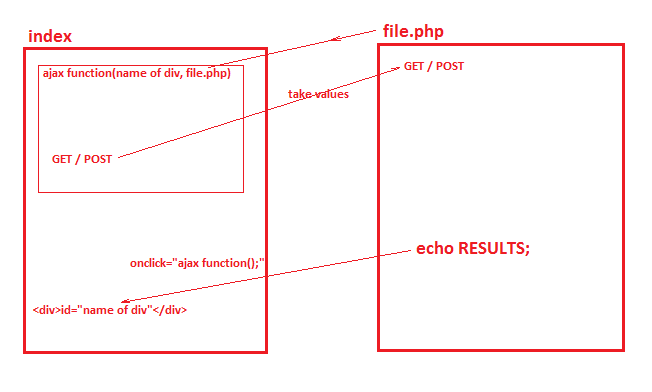 index
file.php
ajax function(name of div, file.php)
GET / POST
take values
GET / POST
echo RESULTS;
onclick="ajax function();"
<div>id="name of div"</div>